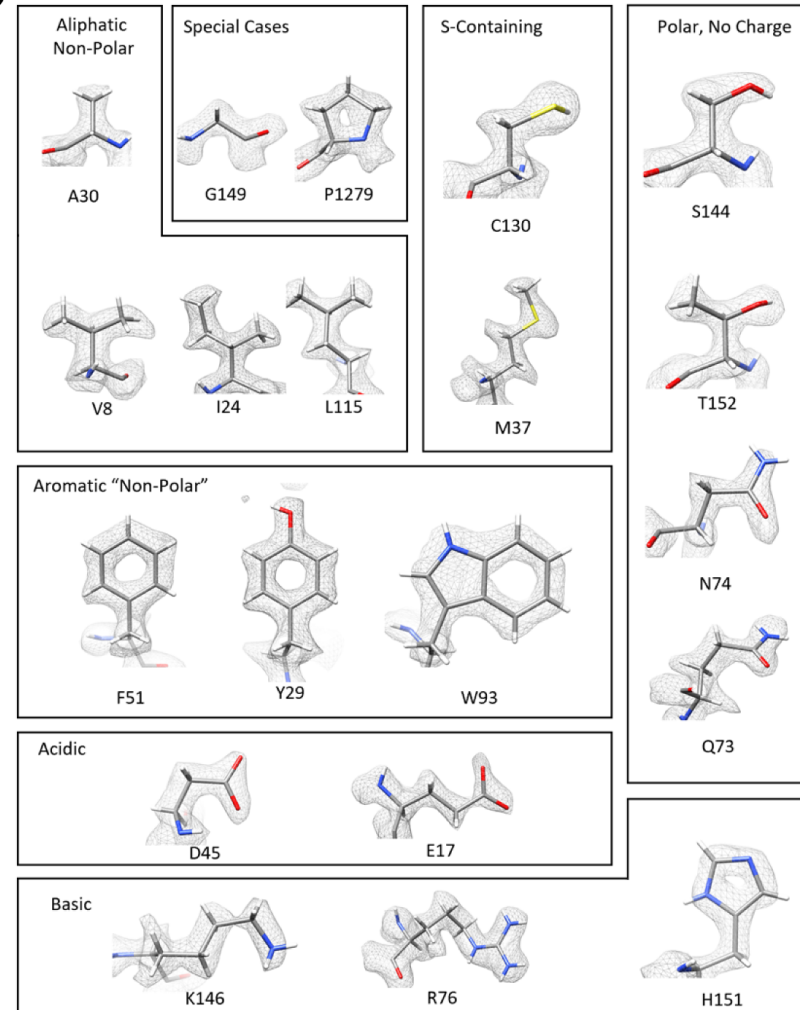 Aliphatic
Non-Polar
A30
Special Cases
G149
P1279
S-Containing
C130
Polar, No Charge
S144
V8
I24
L115
M37
T152
N74
Aromatic “Non-Polar”
F51
Y29
W93
Q73
Acidic
D45
E17
Basic
K146
R76
H151